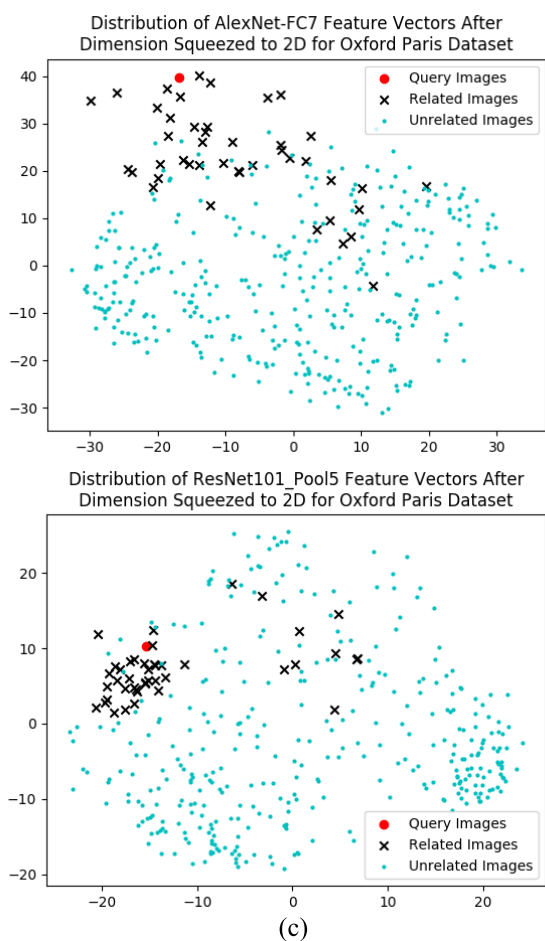 Distribution of AlexNet-FC7 Feature Vectors After
Dimension Squeezed to 2D for Oxford Paris Dataset
40
30
20
10
0
−10
−20
−30
Query Images
Related Images
Unrelated Images
−30 −20 −10 0 10 20 30
Distribution of ResNet101_Pool5 Feature Vectors After
Dimension Squeezed to 2D for Oxford Paris Dataset
20
10
0
−10
−20
Query Images
Related Images
Unrelated Images
−20 −10 0 10 20
(c)